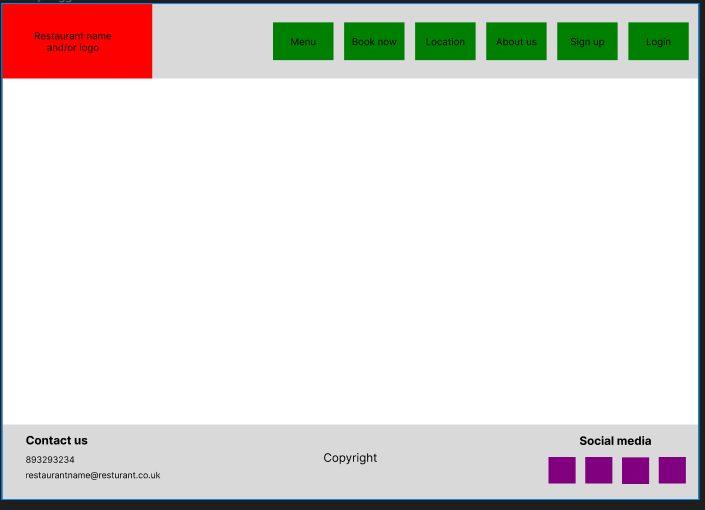 Restaurant name
and/or logo
Menu
Book now
Location
About us
Sign up
Login
Contact us
893293234
restaurantname@resturant.co.uk
Copyright
Social media